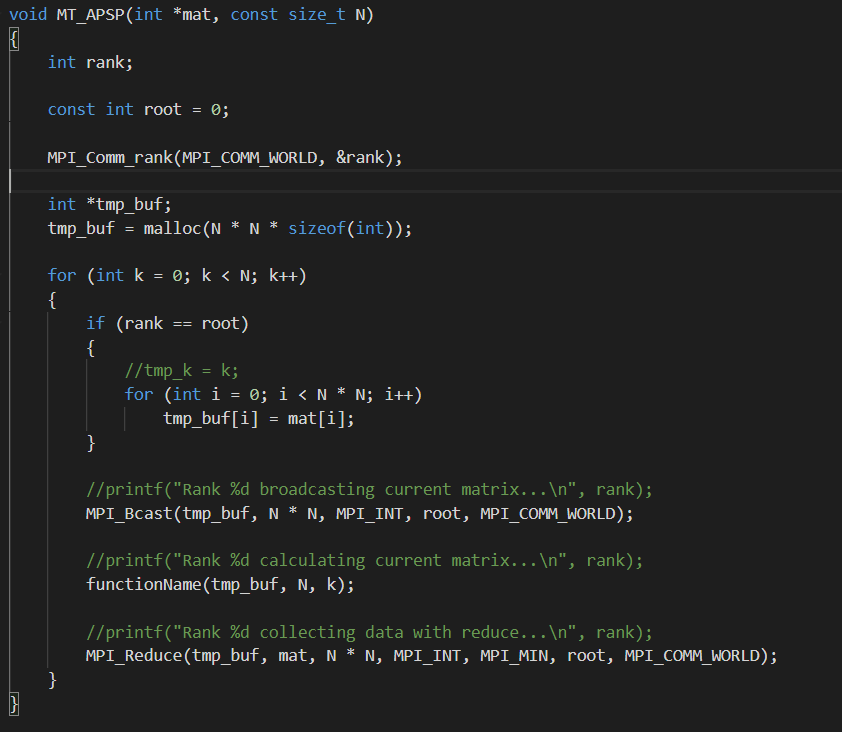 void MT_APSP(int *mat, const size_t N)
{
    int rank;
    const int root = 0;
    MPI_Comm_rank(MPI_COMM_WORLD, &rank);
    int *tmp_buf;
    tmp_buf = malloc(N * N * sizeof(int));
    for (int k = 0; k < N; k++)
    {
        if (rank == root)
        {
            //tmp_k = k;
            for (int i = 0; i < N * N; i++)
                tmp_buf[i] = mat[i];
        }
        //printf("Rank %d broadcasting current matrix...\n", rank);
        MPI_Bcast(tmp_buf, N * N, MPI_INT, root, MPI_COMM_WORLD);
        //printf("Rank %d calculating current matrix...\n", rank);
        functionName(tmp_buf, N, k);
        //printf("Rank %d collecting data with reduce...\n", rank);
        MPI_Reduce(tmp_buf, mat, N * N, MPI_INT, MPI_MIN, root, MPI_COMM_WORLD);
    }
}